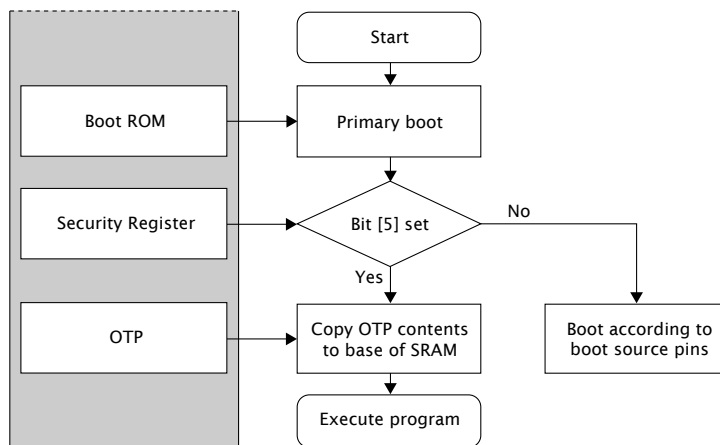 Start
Boot ROM
Primary boot
Security Register
Bit [5] set
No
Yes
OTP
Copy OTP contents
to base of SRAM
Boot according to
boot source pins
Execute program